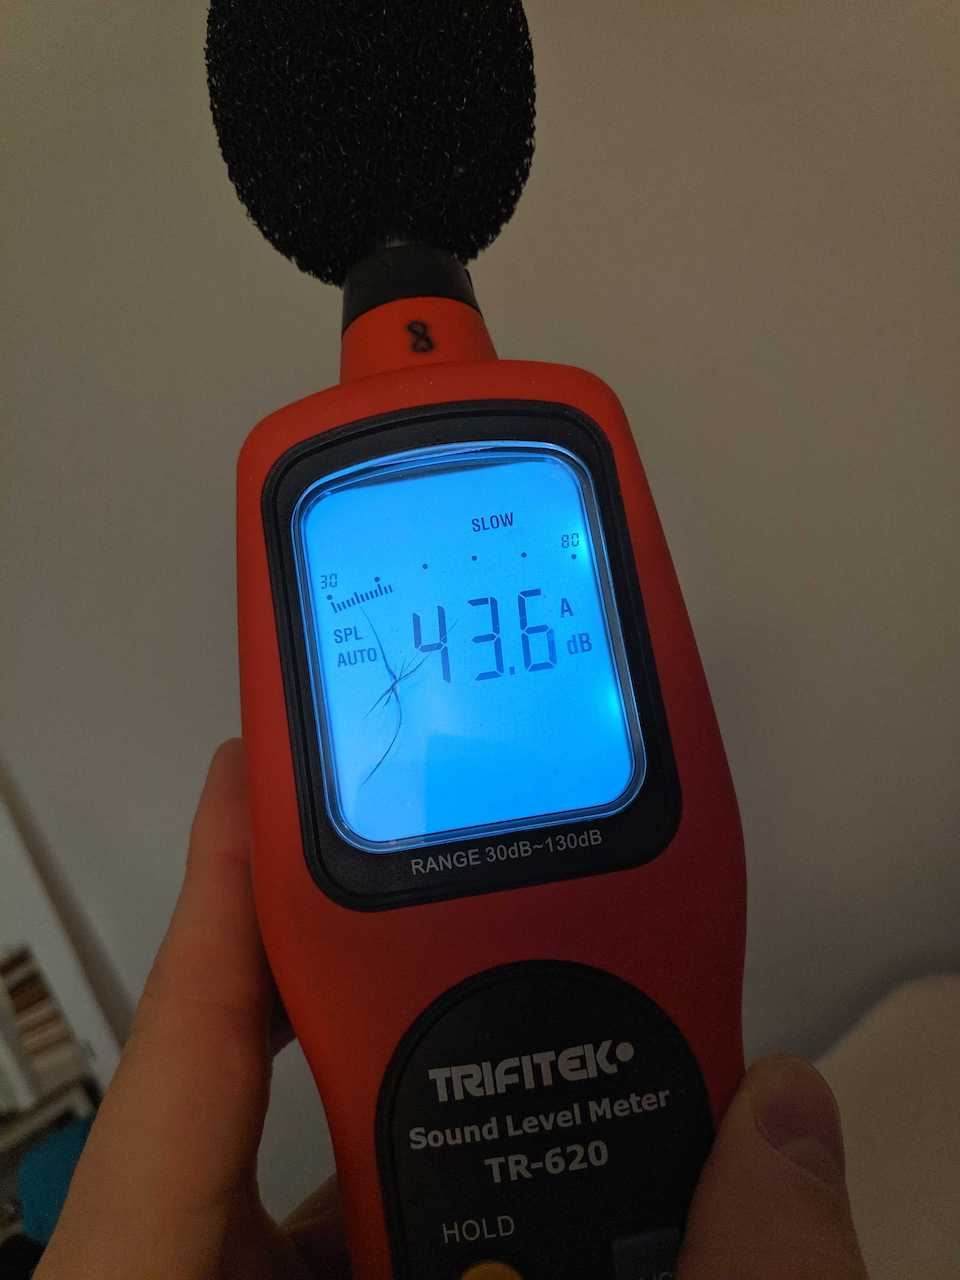 8
SLOW
30
80
SPL
AUTO
43.6
A
dB
RANGE 30dB~130dB
TRIFITEK
Sound Level Meter
TR-620
HOLD